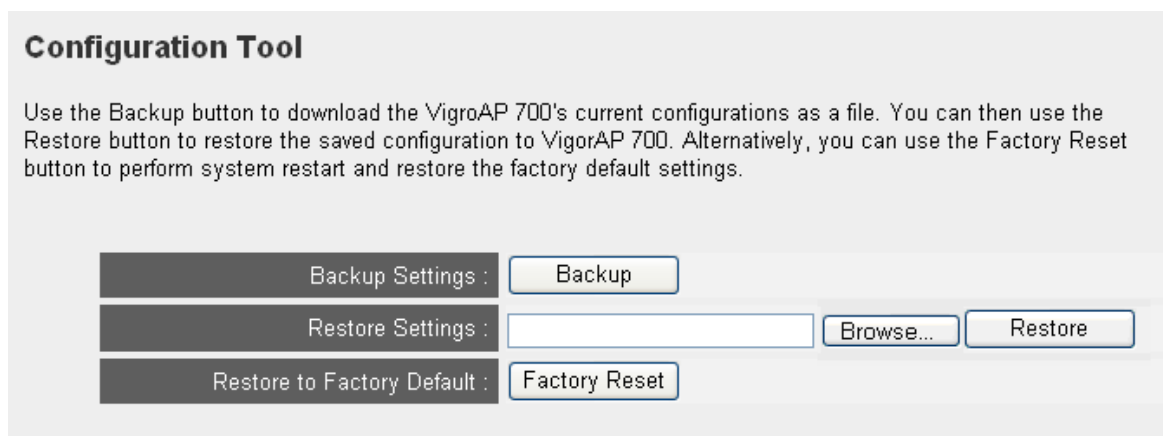 Configuration Tool
Use the Backup button to download the VigroAP 700's current configurations as a file. You can then use the
Restore button to restore the saved configuration to VigorAP 700. Alternatively, you can use the Factory Reset
button to perform system restart and restore the factory default settings.
Backup Settings : Backup
Restore Settings : Browse... Restore
Restore to Factory Default : Factory Reset